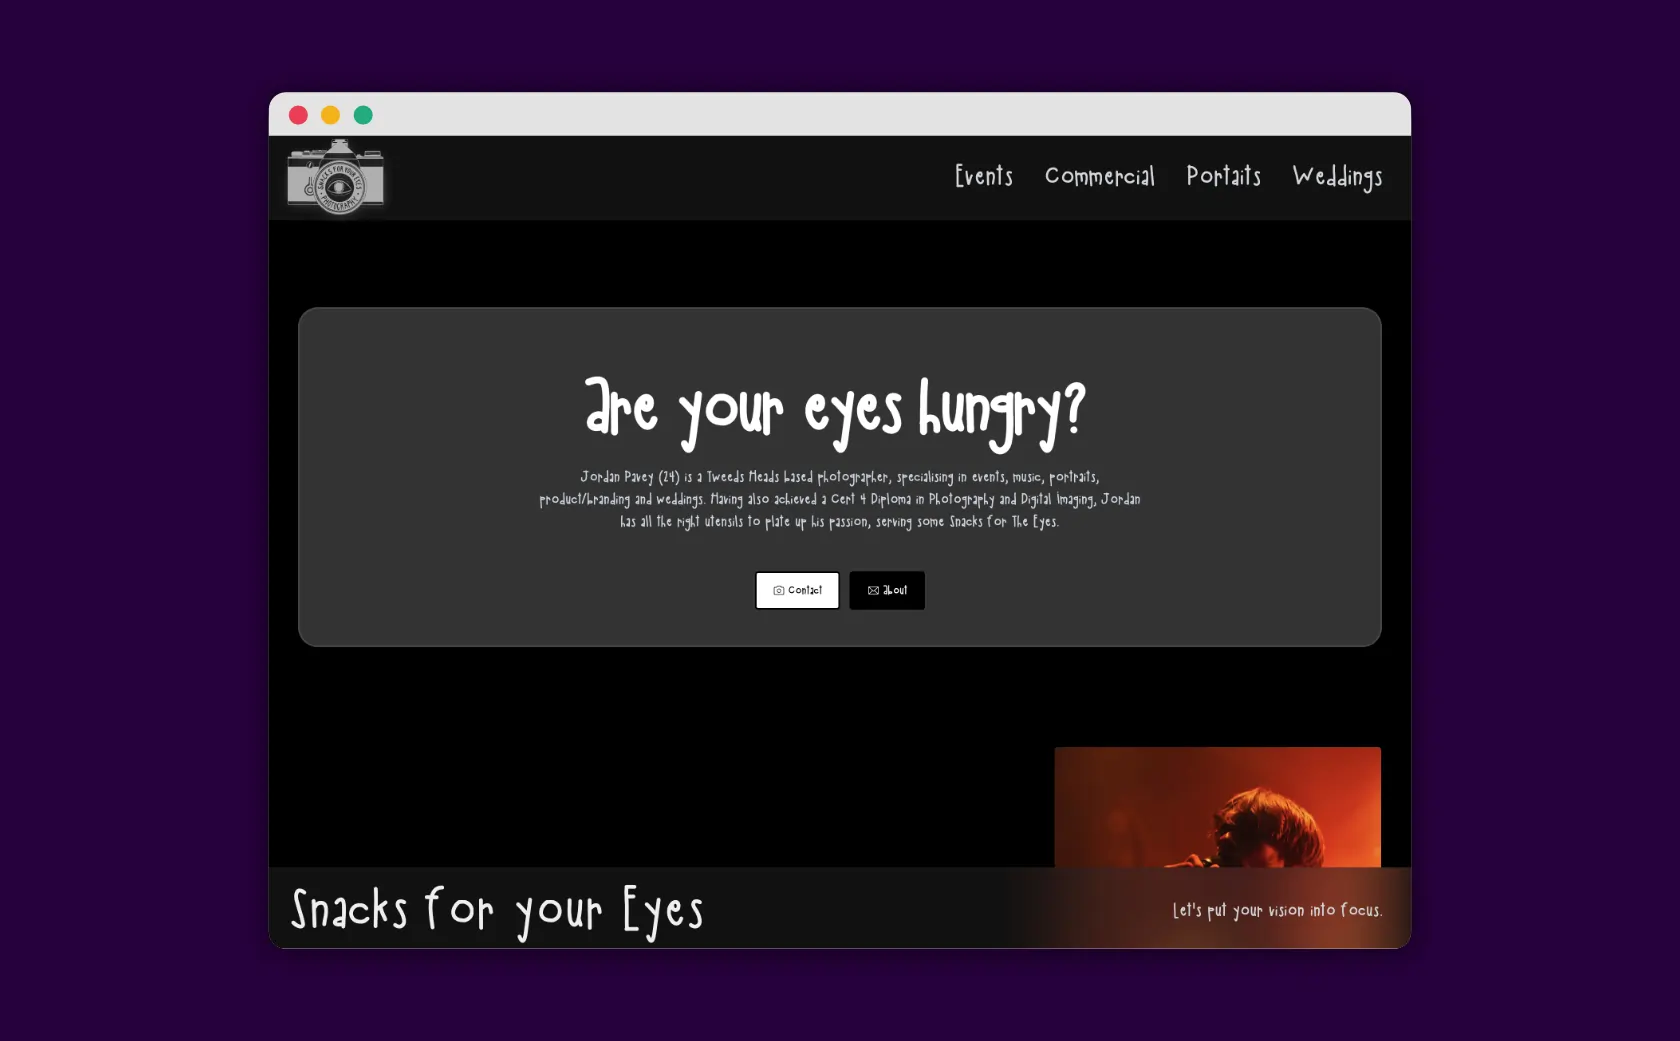 SNACKS FOR YOUR EYES
PHOTOGRAPHY
Events Commercial Portaits Weddings
are your eyes hungry?
Jordan Pavey (24) is a Tweeds Heads based photographer, specialising in events, music, portraits,
product/branding and weddings. Having also achieved a Cert 4 Diploma in Photography and Digital Imaging, Jordan
has all the right utensils to plate up his passion, serving some Snacks for The Eyes.
Contact about
Snacks for your Eyes
Let's put your vision into focus.